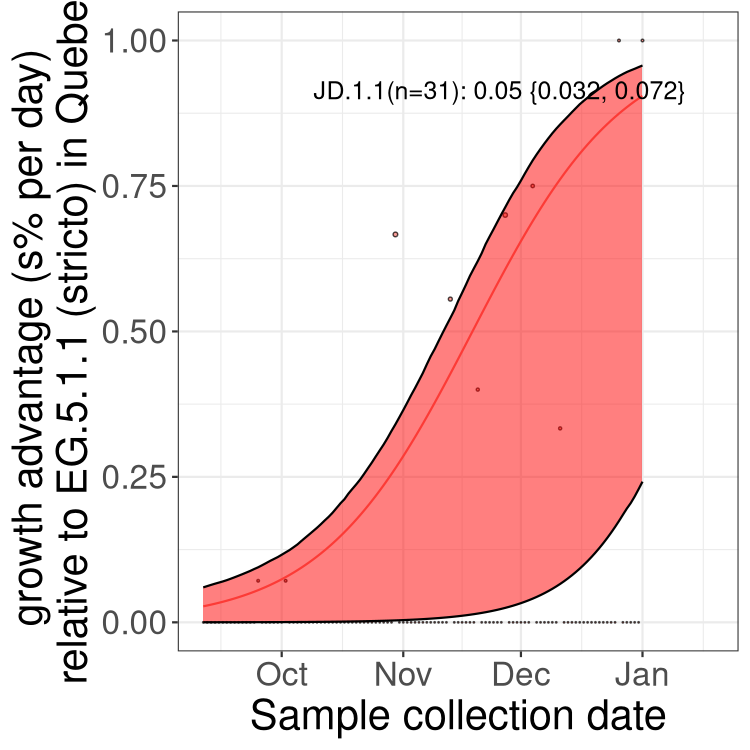 growth advantage (s% per day)
relative to EG.5.1.1 (stricto) in Quebe
1.00
0.75
0.50
0.25
0.00
JD.1.1(n=31): 0.05 {0.032, 0.072}
Oct Nov Dec Jan
Sample collection date